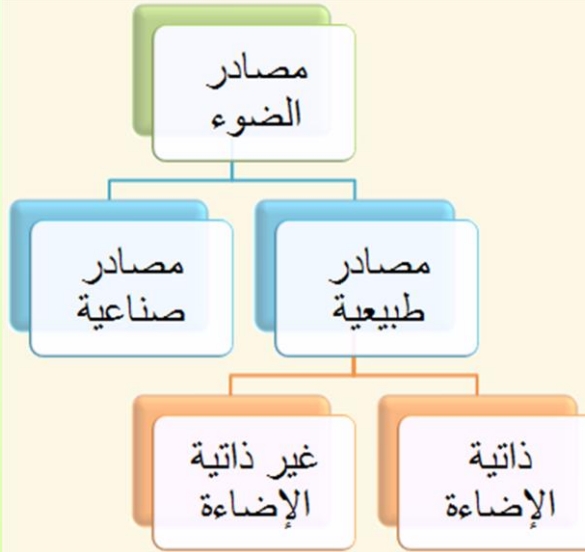 مصادر
الضوء
مصادر
طبيعية
مصادر
صناعية
ذاتية
الإضاءة
غير ذاتية
الإضاءة